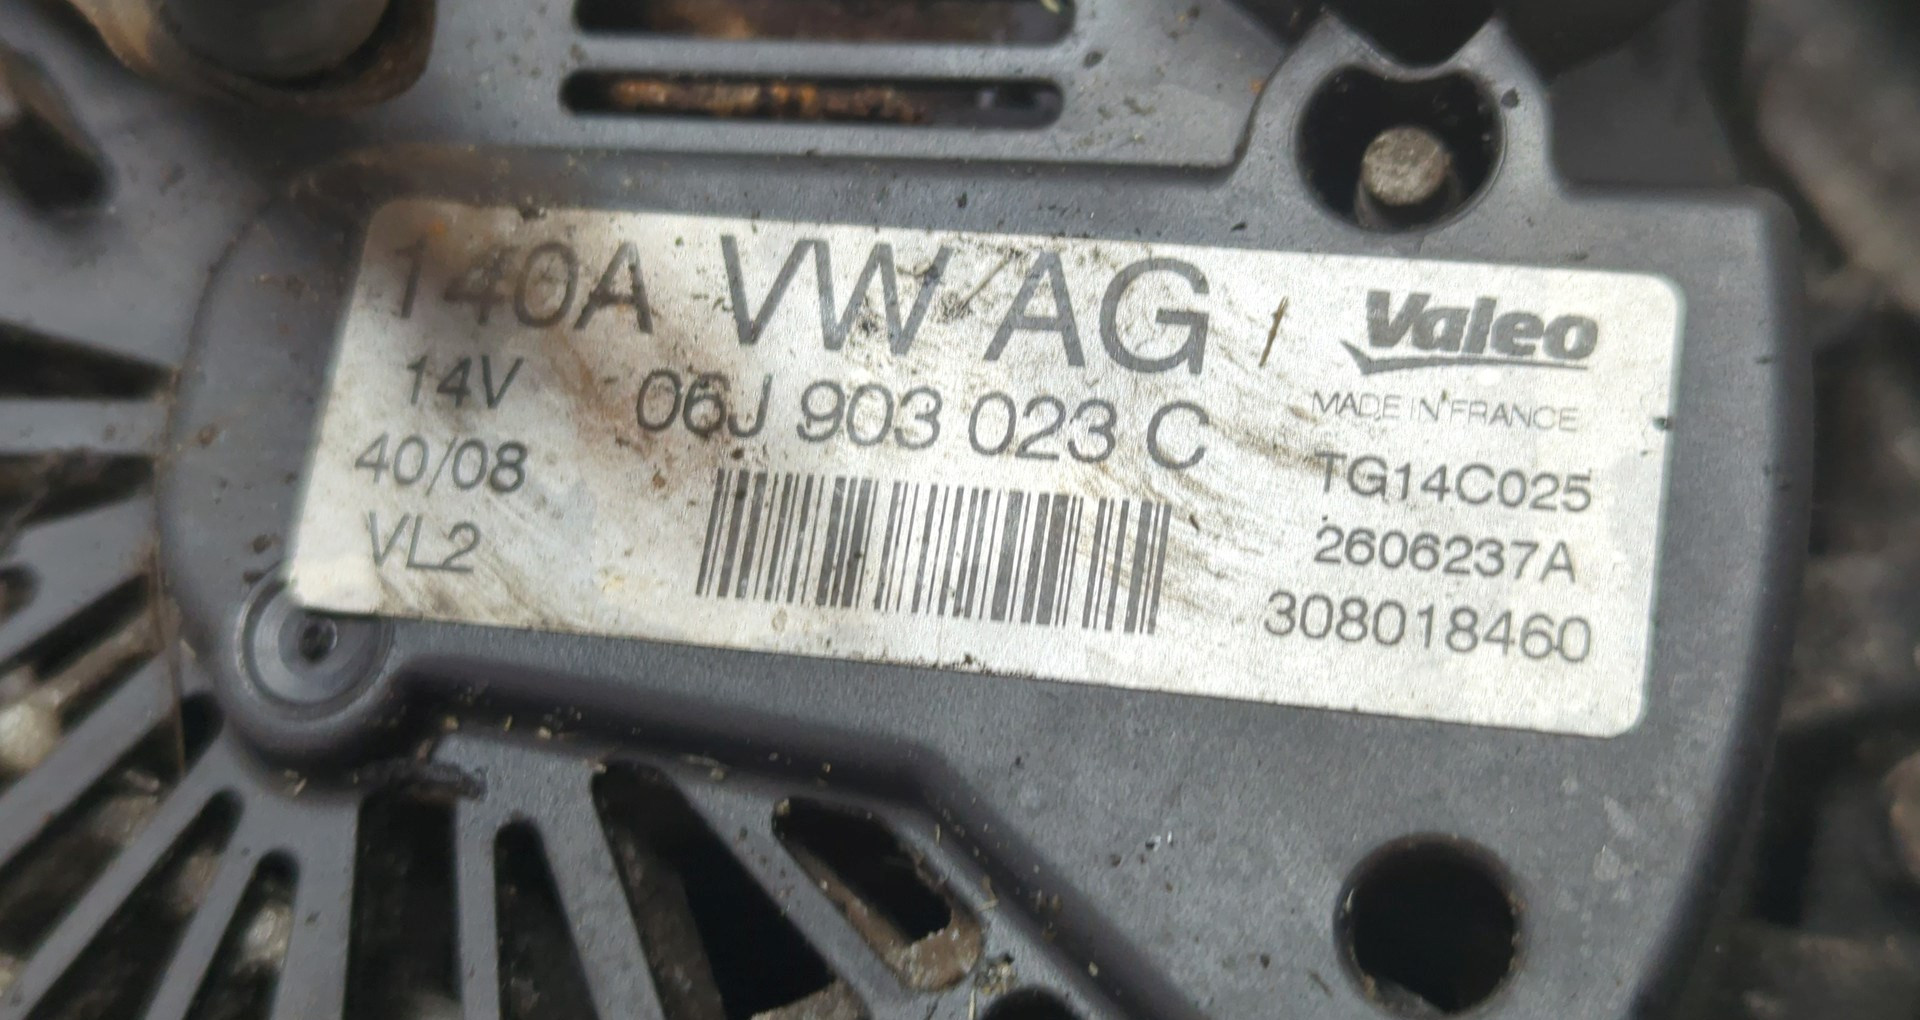 140A VW AG
Valeo
14V 06J 903 023 C
MADE IN FRANCE
40/08
TG14C025
VL2
2606237A
308018460